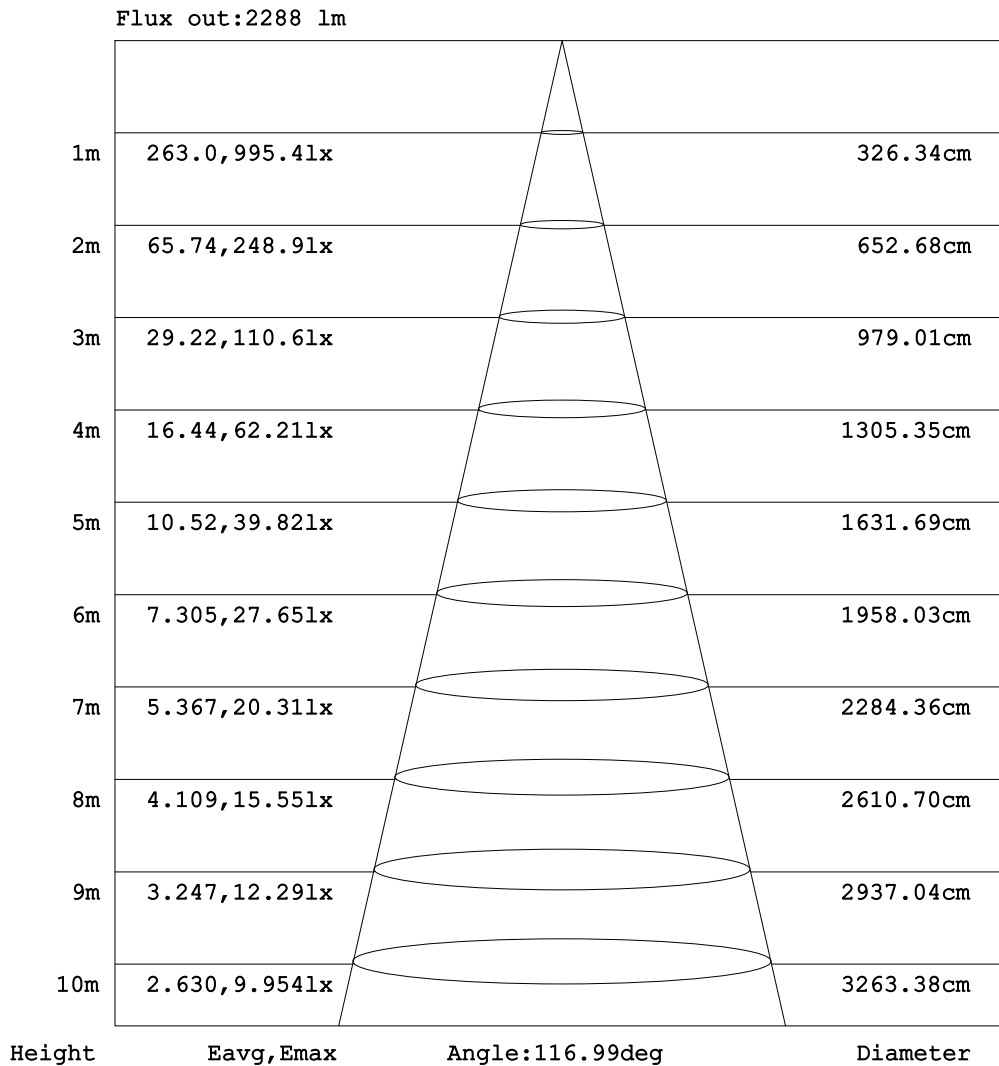 Flux out:2288 lm
1m 263.0,995.4lx 326.34cm
2m 65.74,248.9lx 652.68cm
3m 29.22,110.6lx 979.01cm
4m 16.44,62.21lx 1305.35cm
5m 10.52,39.82lx 1631.69cm
6m 7.305,27.65lx 1958.03cm
7m 5.367,20.31lx 2284.36cm
8m 4.109,15.55lx 2610.70cm
9m 3.247,12.29lx 2937.04cm
10m 2.630,9.954lx 3263.38cm
Height Eavg,Emax Angle:116.99deg Diameter